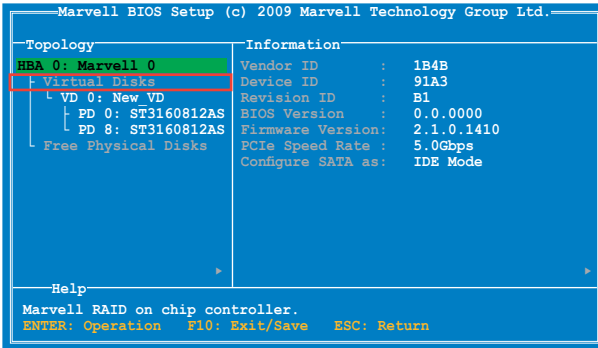 Marvell BIOS Setup (c) 2009 Marvell Technology Group Ltd.
Topology
HBA 0: Marvell 0
Virtual Disks
VD 0: New_VD
PD 0: ST3160812AS
PD 8: ST3160812AS
Free Physical Disks
Information
Vendor ID : 1B4B
Device ID : 91A3
Revision ID : B1
BIOS Version : 0.0.0000
Firmware Version: 2.1.0.1410
PCIe Speed Rate : 5.0Gbps
Configure SATA as: IDE Mode
Help
Marvell RAID on chip controller.
ENTER: Operation F10: Exit/Save ESC: Return